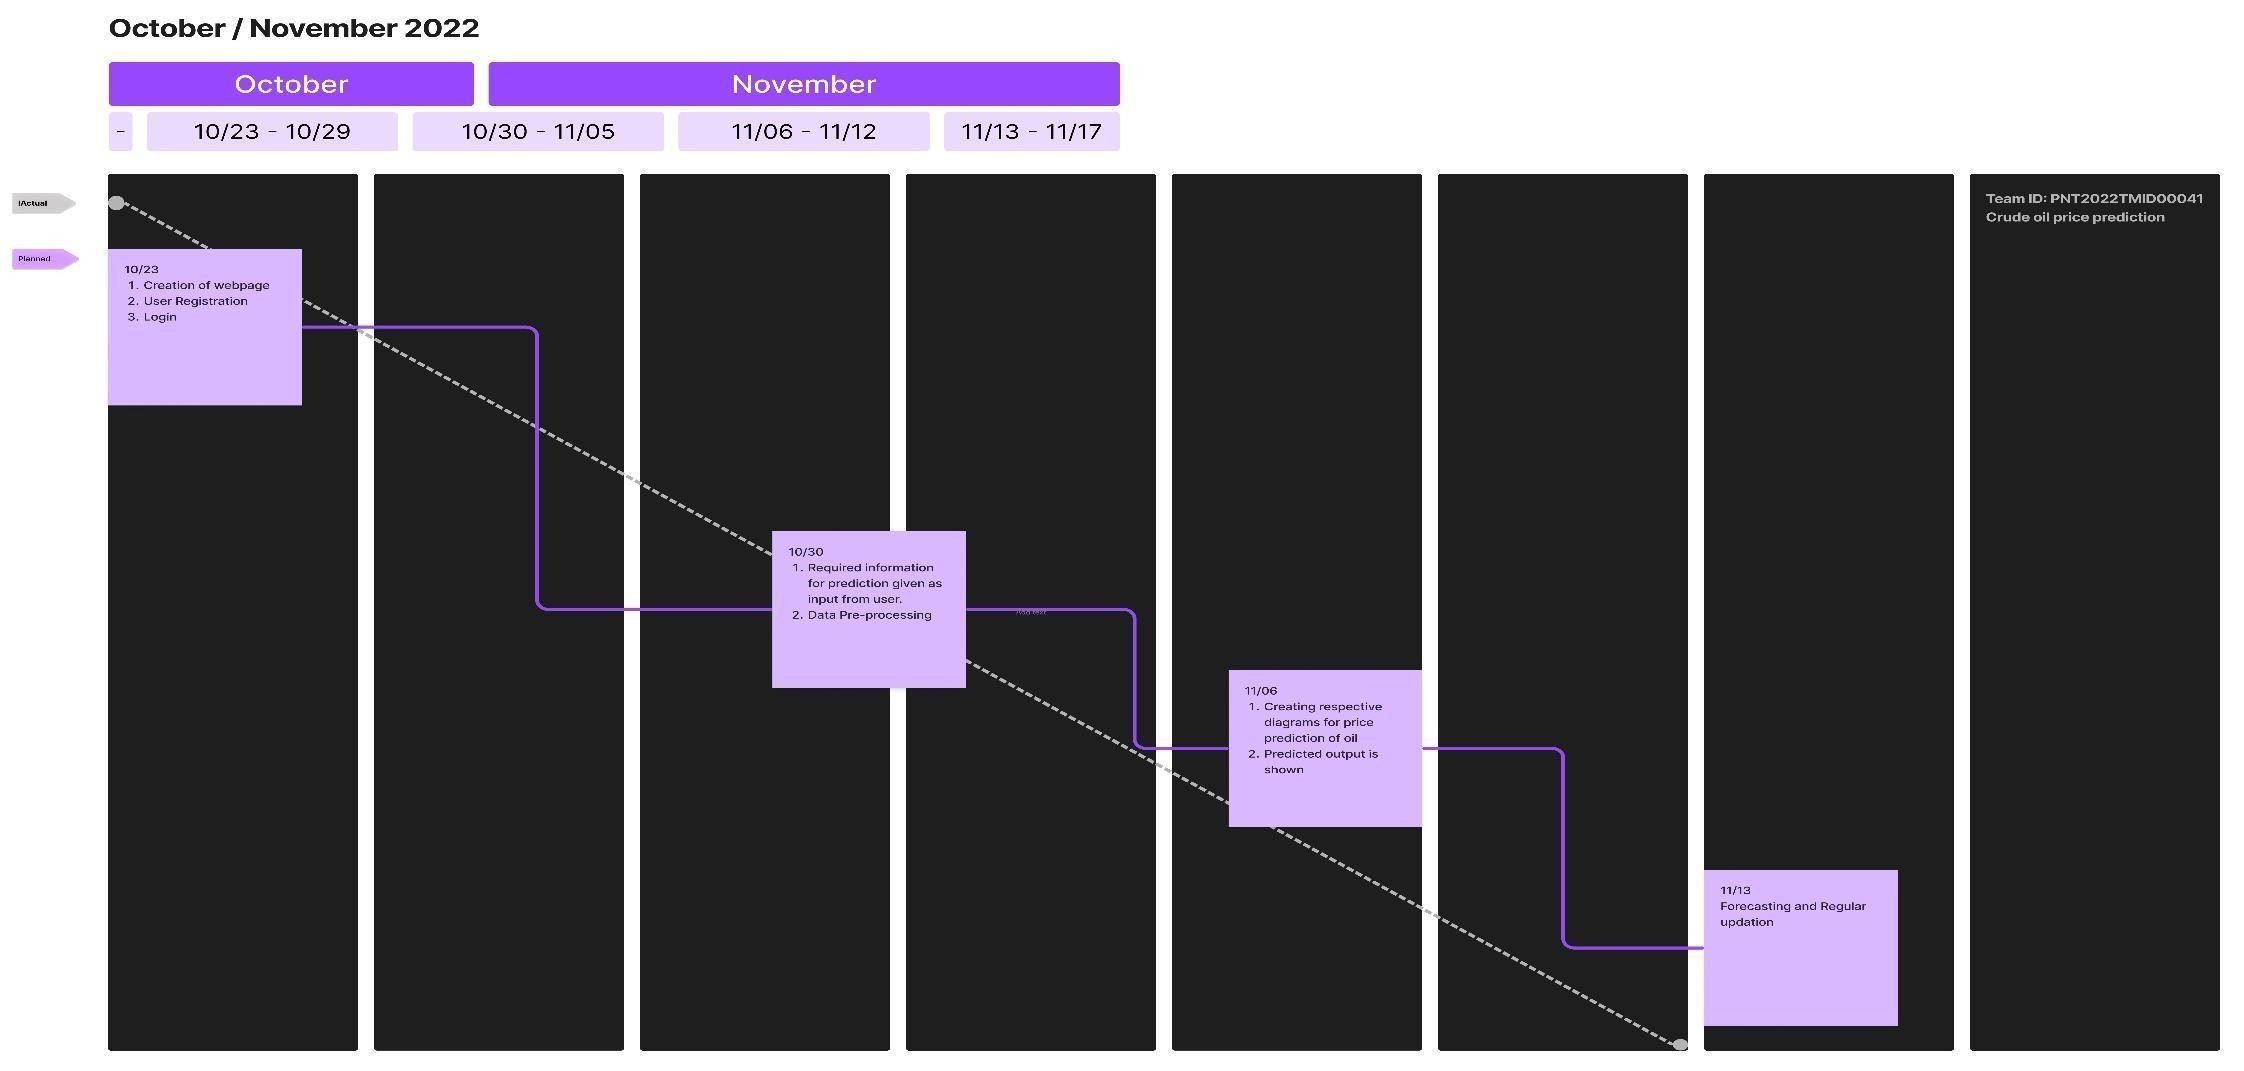 October / November 2022
October
November
-
10/23 - 10/29
10/30 - 11/05
11/06 - 11/12
11/13 - 11/17
iActual
Planned
Team ID: PNT2022TMID00041
Crude oil price prediction
10/23
1. Creation of webpage
2. User Registration
3. Login
10/30
1. Required information
for prediction given as
input from user.
2. Data Pre-processing
Add text
11/06
1. Creating respective
diagrams for price
prediction of oil
2. Predicted output is
shown
11/13
Forecasting and Regular
updation